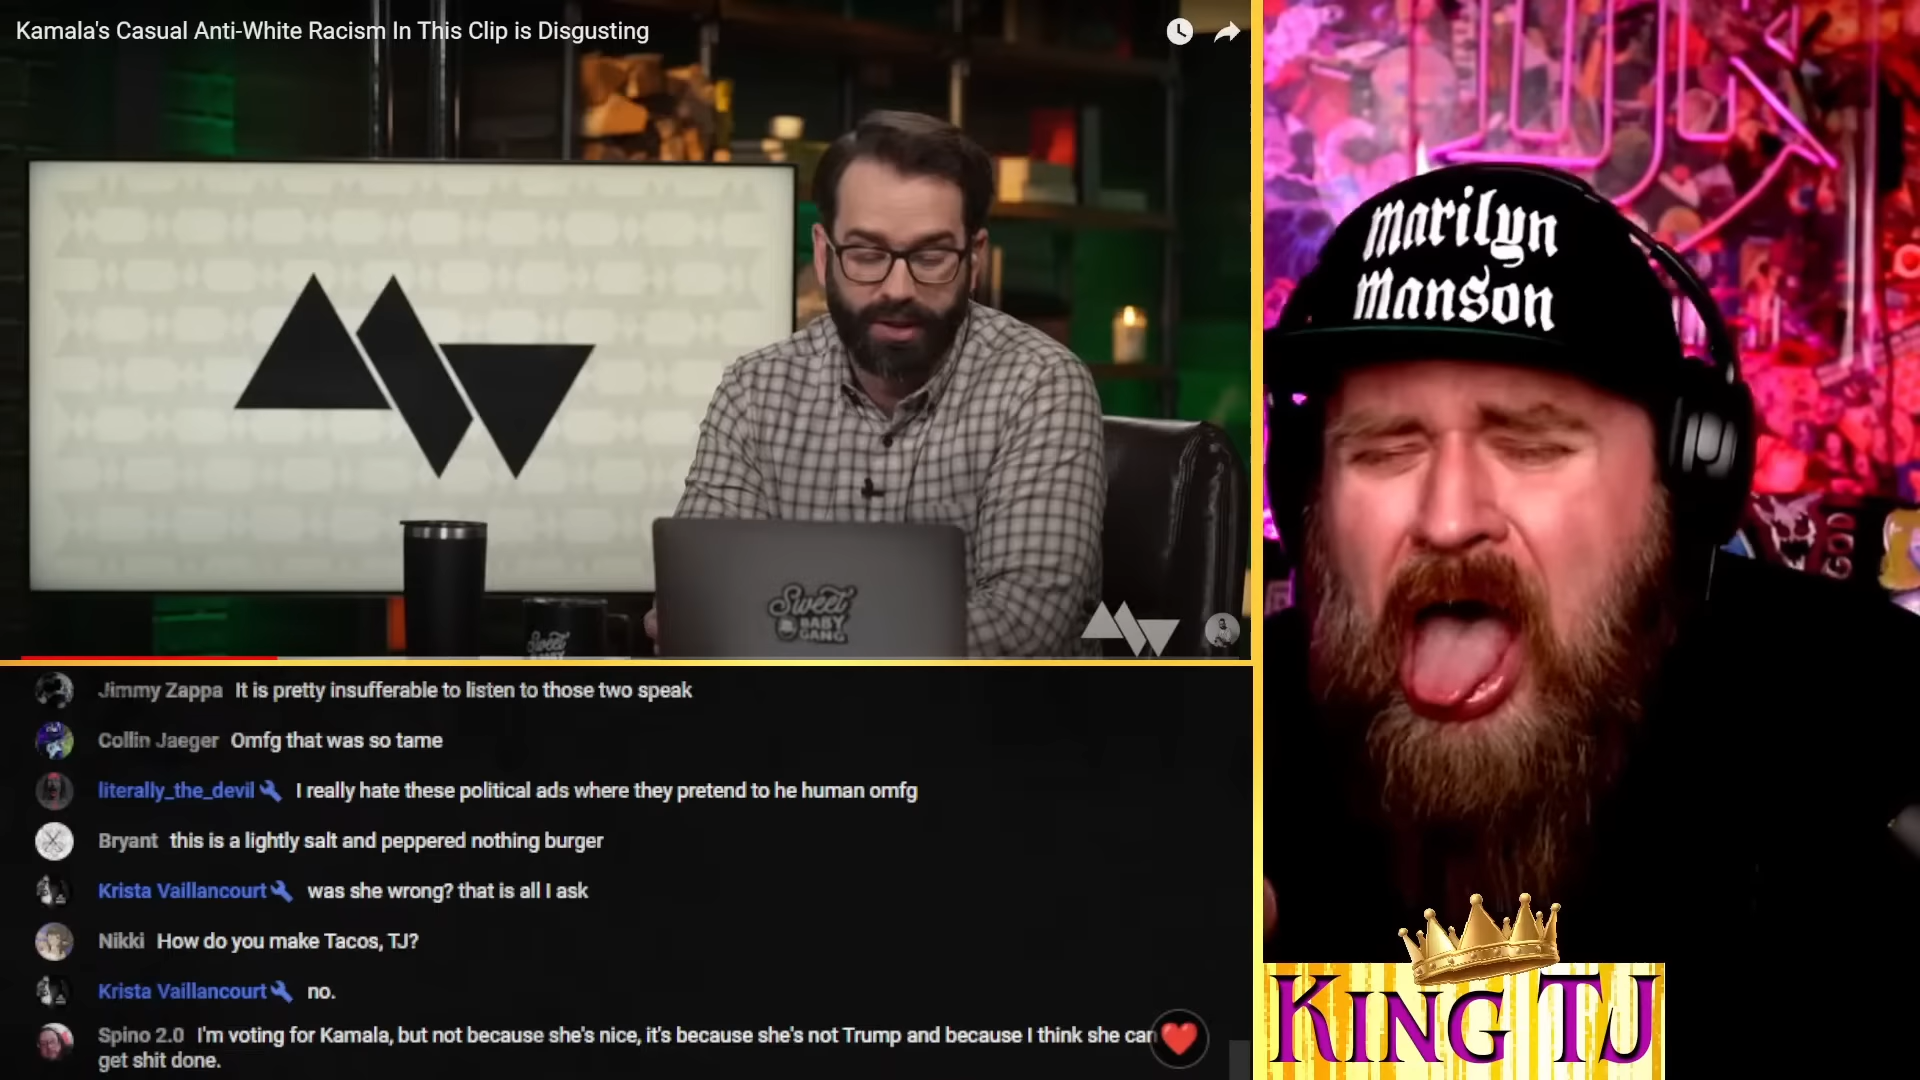 Kamala's Casual Anti-White Racism In This Clip is Disgusting
Sweet
BABY
GANG
Sweet
BABY
marilyn
manson
GOD
Jimmy Zappa It is pretty insufferable to listen to those two speak
Collin Jaeger Omfg that was so tame
literally_the_devil I really hate these political ads where they pretend to he human omfg
Bryant this is a lightly salt and peppered nothing burger
Krista Vaillancourt was she wrong? that is all I ask
Nikki How do you make Tacos, TJ?
Krista Vaillancourt no.
Spino 2.0 I'm voting for Kamala, but not because she's nice, it's because she's not Trump and because I think she can
get shit done.
KING TJ